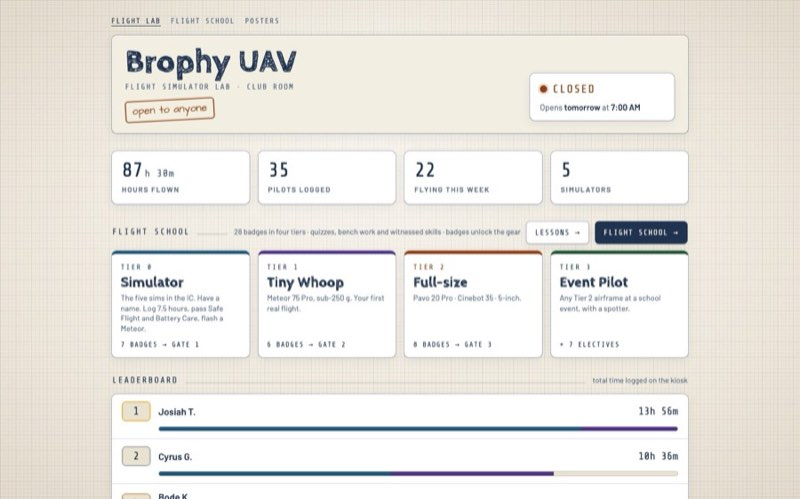 FLIGHT LAB FLIGHT SCHOOL POSTERS
Brophy UAV
FLIGHT SIMULATOR LAB · CLUB ROOM
open to anyone
CLOSED
Opens tomorrow at 7:00 AM
87h 30m
HOURS FLOWN
35
PILOTS LOGGED
22
FLYING THIS WEEK
5
SIMULATORS
FLIGHT SCHOOL
28 badges in four tiers · quizzes, bench work and witnessed skills · badges unlock the gear
LESSONS →
FLIGHT SCHOOL →
TIER 0
Simulator
The five sims in the IC. Have a
name. Log 7.5 hours, pass Safe
Flight and Battery Care, flash a
Meteor.
7 BADGES → GATE 1
TIER 1
Tiny Whoop
Meteor 75 Pro, sub-250 g. Your first
real flight.
6 BADGES → GATE 2
TIER 2
Full-size
Pavo 20 Pro · Cinebot 35 · 5-inch.
8 BADGES → GATE 3
TIER 3
Event Pilot
Any Tier 2 airframe at a school
event, with a spotter.
+ 7 ELECTIVES
LEADERBOARD
total time logged on the kiosk
1
Josiah T.
13h 56m
2
Cyrus G.
10h 36m
Bode K.